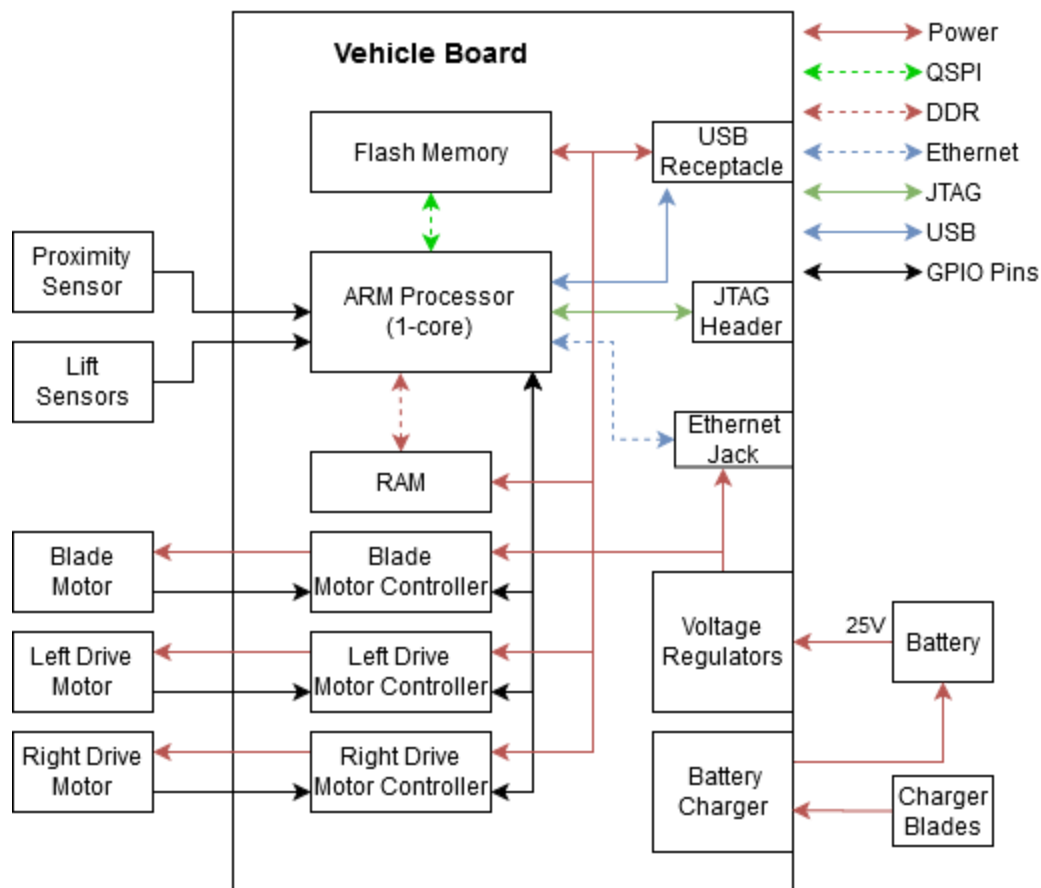 Vehicle Board
Power
QSPI
DDR
Ethernet
JTAG
USB
GPIO Pins
Flash Memory
USB
Receptacle
Proximity
Sensor
ARM Processor
(1-core)
JTAG
Header
Lift
Sensors
Ethernet
Jack
RAM
Blade
Motor
Blade
Motor Controller
Voltage
Regulators
25V
Battery
Left Drive
Motor
Left Drive
Motor Controller
Right Drive
Motor
Right Drive
Motor Controller
Battery
Charger
Charger
Blades